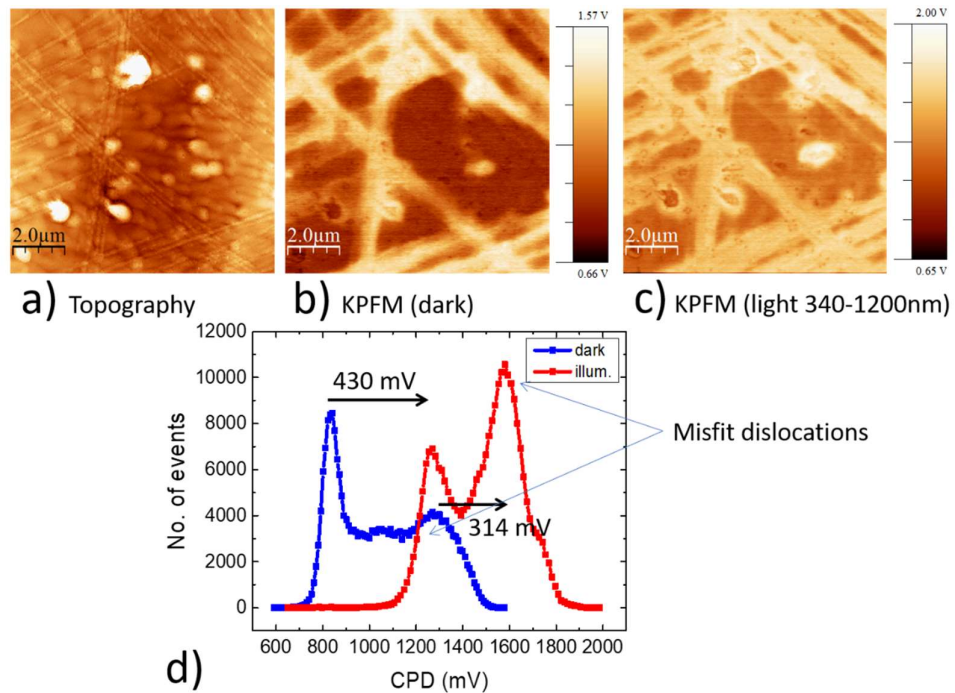 1.57 V
2.00 V
2.0µm
2.0µm
2.0µm
0.66 V
0.65 V
a) Topography
b) KPFM (dark)
c) KPFM (light 340-1200nm)
12000
10000
8000
6000
4000
2000
0
No. of events
430 mV
dark
illum.
Misfit dislocations
314 mV
600 800 1000 1200 1400 1600 1800 2000
CPD (mV)
d)